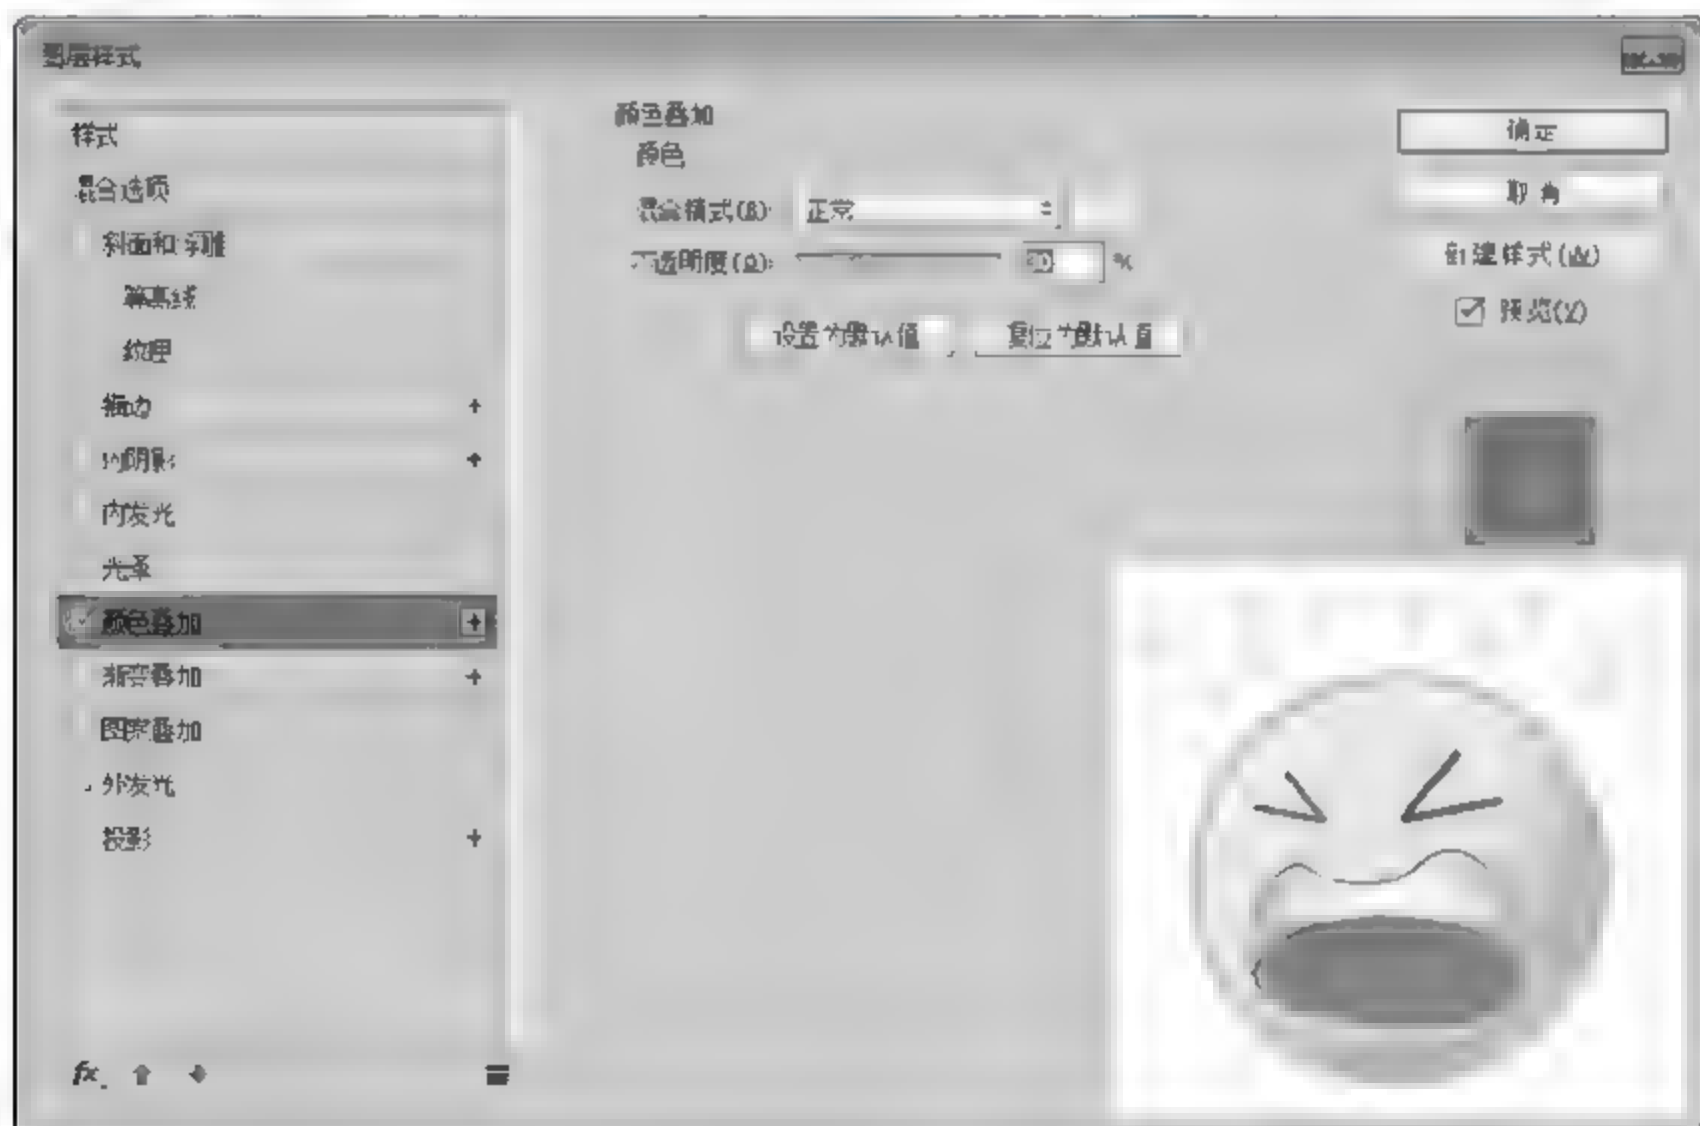 图层样式
样式
混合选项
斜面和浮雕
等高线
纹理
描边
内阴影
内发光
光泽
颜色叠加
渐变叠加
图案叠加
外发光
投影
fx
颜色叠加
颜色
混合模式(B): 正常
不透明度(O): %
设置为默认值 复位为默认值
确定
取消
新建样式(W)
预览(V)